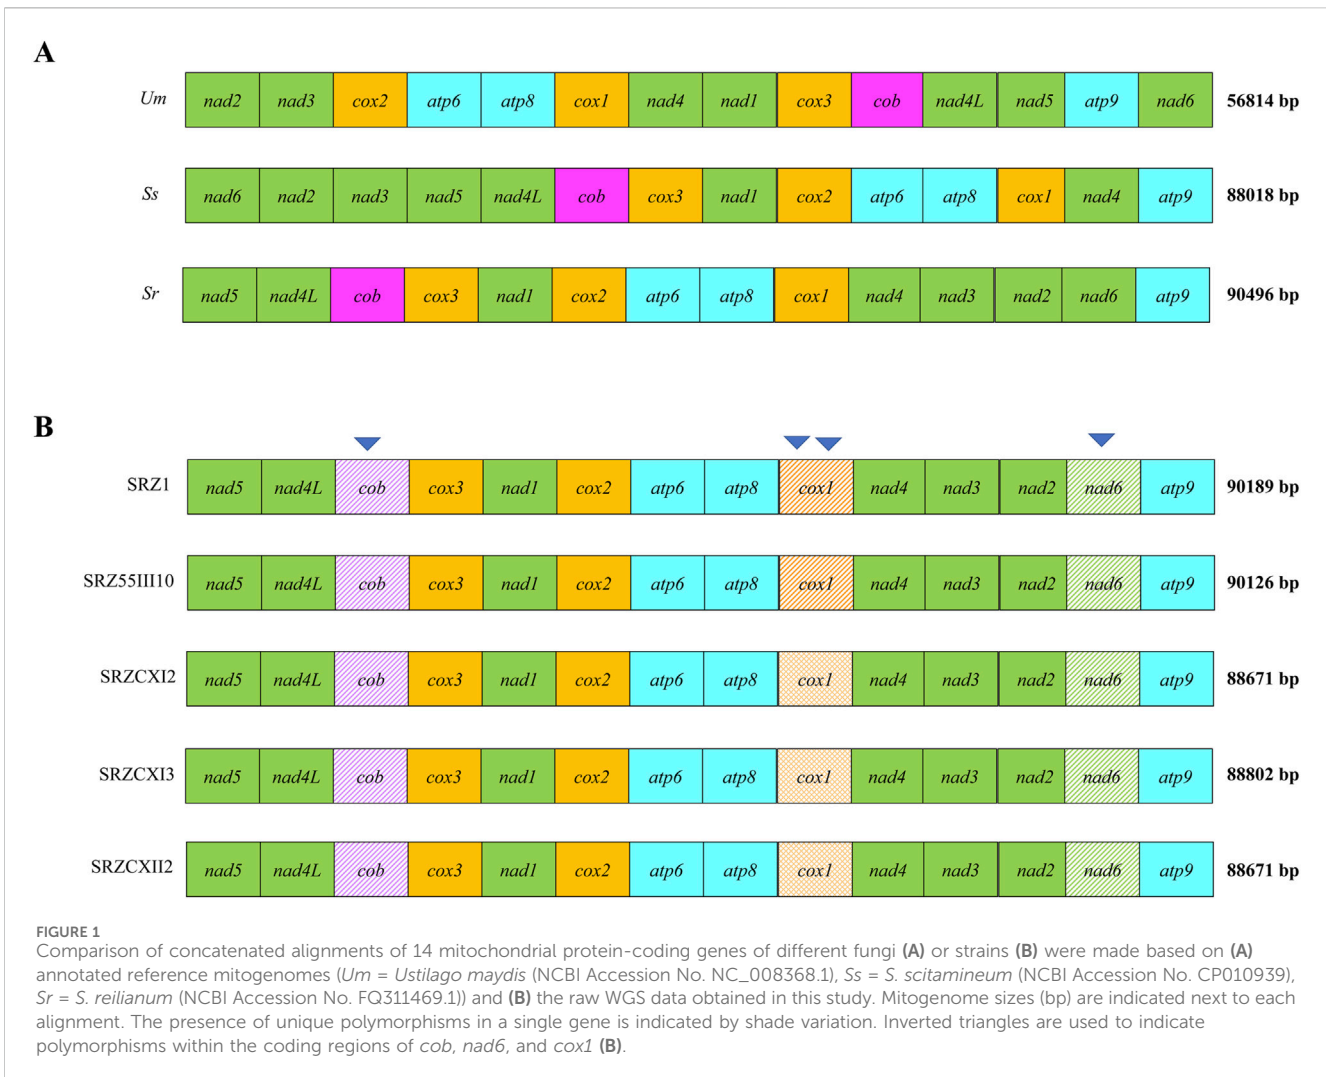 A
Um nad2 nad3 cox2 atp6 atp8 cox1 nad4 nad1 cox3 cob nad4L nad5 atp9 nad6 56814 bp
Ss nad6 nad2 nad3 nad5 nad4L cob cox3 nad1 cox2 atp6 atp8 cox1 nad4 atp9 88018 bp
Sr nad5 nad4L cob cox3 nad1 cox2 atp6 atp8 cox1 nad4 nad3 nad2 nad6 atp9 90496 bp
B
SRZ1 nad5 nad4L cob cox3 nad1 cox2 atp6 atp8 cox1 nad4 nad3 nad2 nad6 atp9 90189 bp
SRZ55III10 nad5 nad4L cob cox3 nad1 cox2 atp6 atp8 cox1 nad4 nad3 nad2 nad6 atp9 90126 bp
SRZCXI2 nad5 nad4L cob cox3 nad1 cox2 atp6 atp8 cox1 nad4 nad3 nad2 nad6 atp9 88671 bp
SRZCXI3 nad5 nad4L cob cox3 nad1 cox2 atp6 atp8 cox1 nad4 nad3 nad2 nad6 atp9 88802 bp
SRZCXII2 nad5 nad4L cob cox3 nad1 cox2 atp6 atp8 cox1 nad4 nad3 nad2 nad6 atp9 88671 bp
FIGURE 1
Comparison of concatenated alignments of 14 mitochondrial protein-coding genes of different fungi (A) or strains (B) were made based on (A)
annotated reference mitogenomes (Um = Ustilago maydis (NCBI Accession No. NC_008368.1), Ss = S. scitamineum (NCBI Accession No. CP010939),
Sr = S. reilianum (NCBI Accession No. FQ311469.1)) and (B) the raw WGS data obtained in this study. Mitogenome sizes (bp) are indicated next to each
alignment. The presence of unique polymorphisms in a single gene is indicated by shade variation. Inverted triangles are used to indicate
polymorphisms within the coding regions of cob, nad6, and cox1 (B).